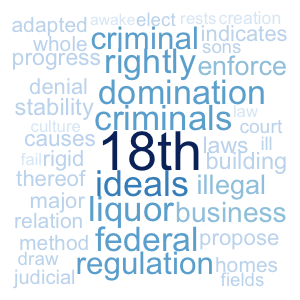 adapted awake elect rests creation
whole criminal indicates
progress rightly sons
enforce
denial domination
stability criminals law
culture court
causes 18th laws ill
fail rigid building
thereof ideals illegal
major liquor business
relation
method federal propose
draw regulation homes
judicial fields